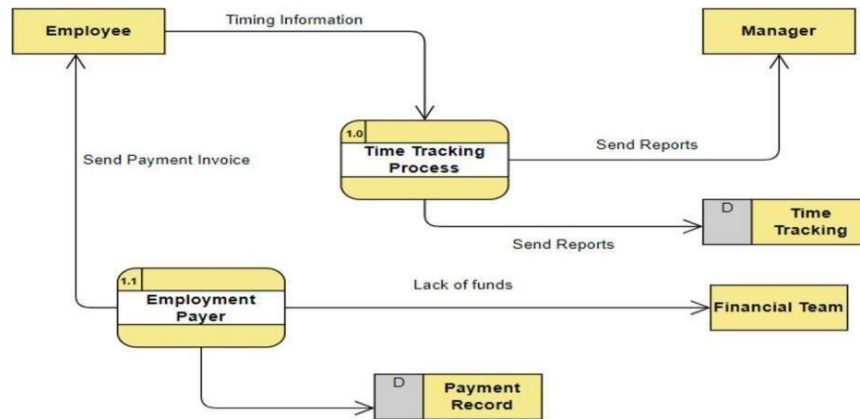 Employee
Timing Information
Manager
1.0
Time Tracking
Process
Send Reports
Send Payment Invoice
D
Time
Tracking
Send Reports
1.1
Employment
Payer
Lack of funds
Financial Team
D
Payment
Record